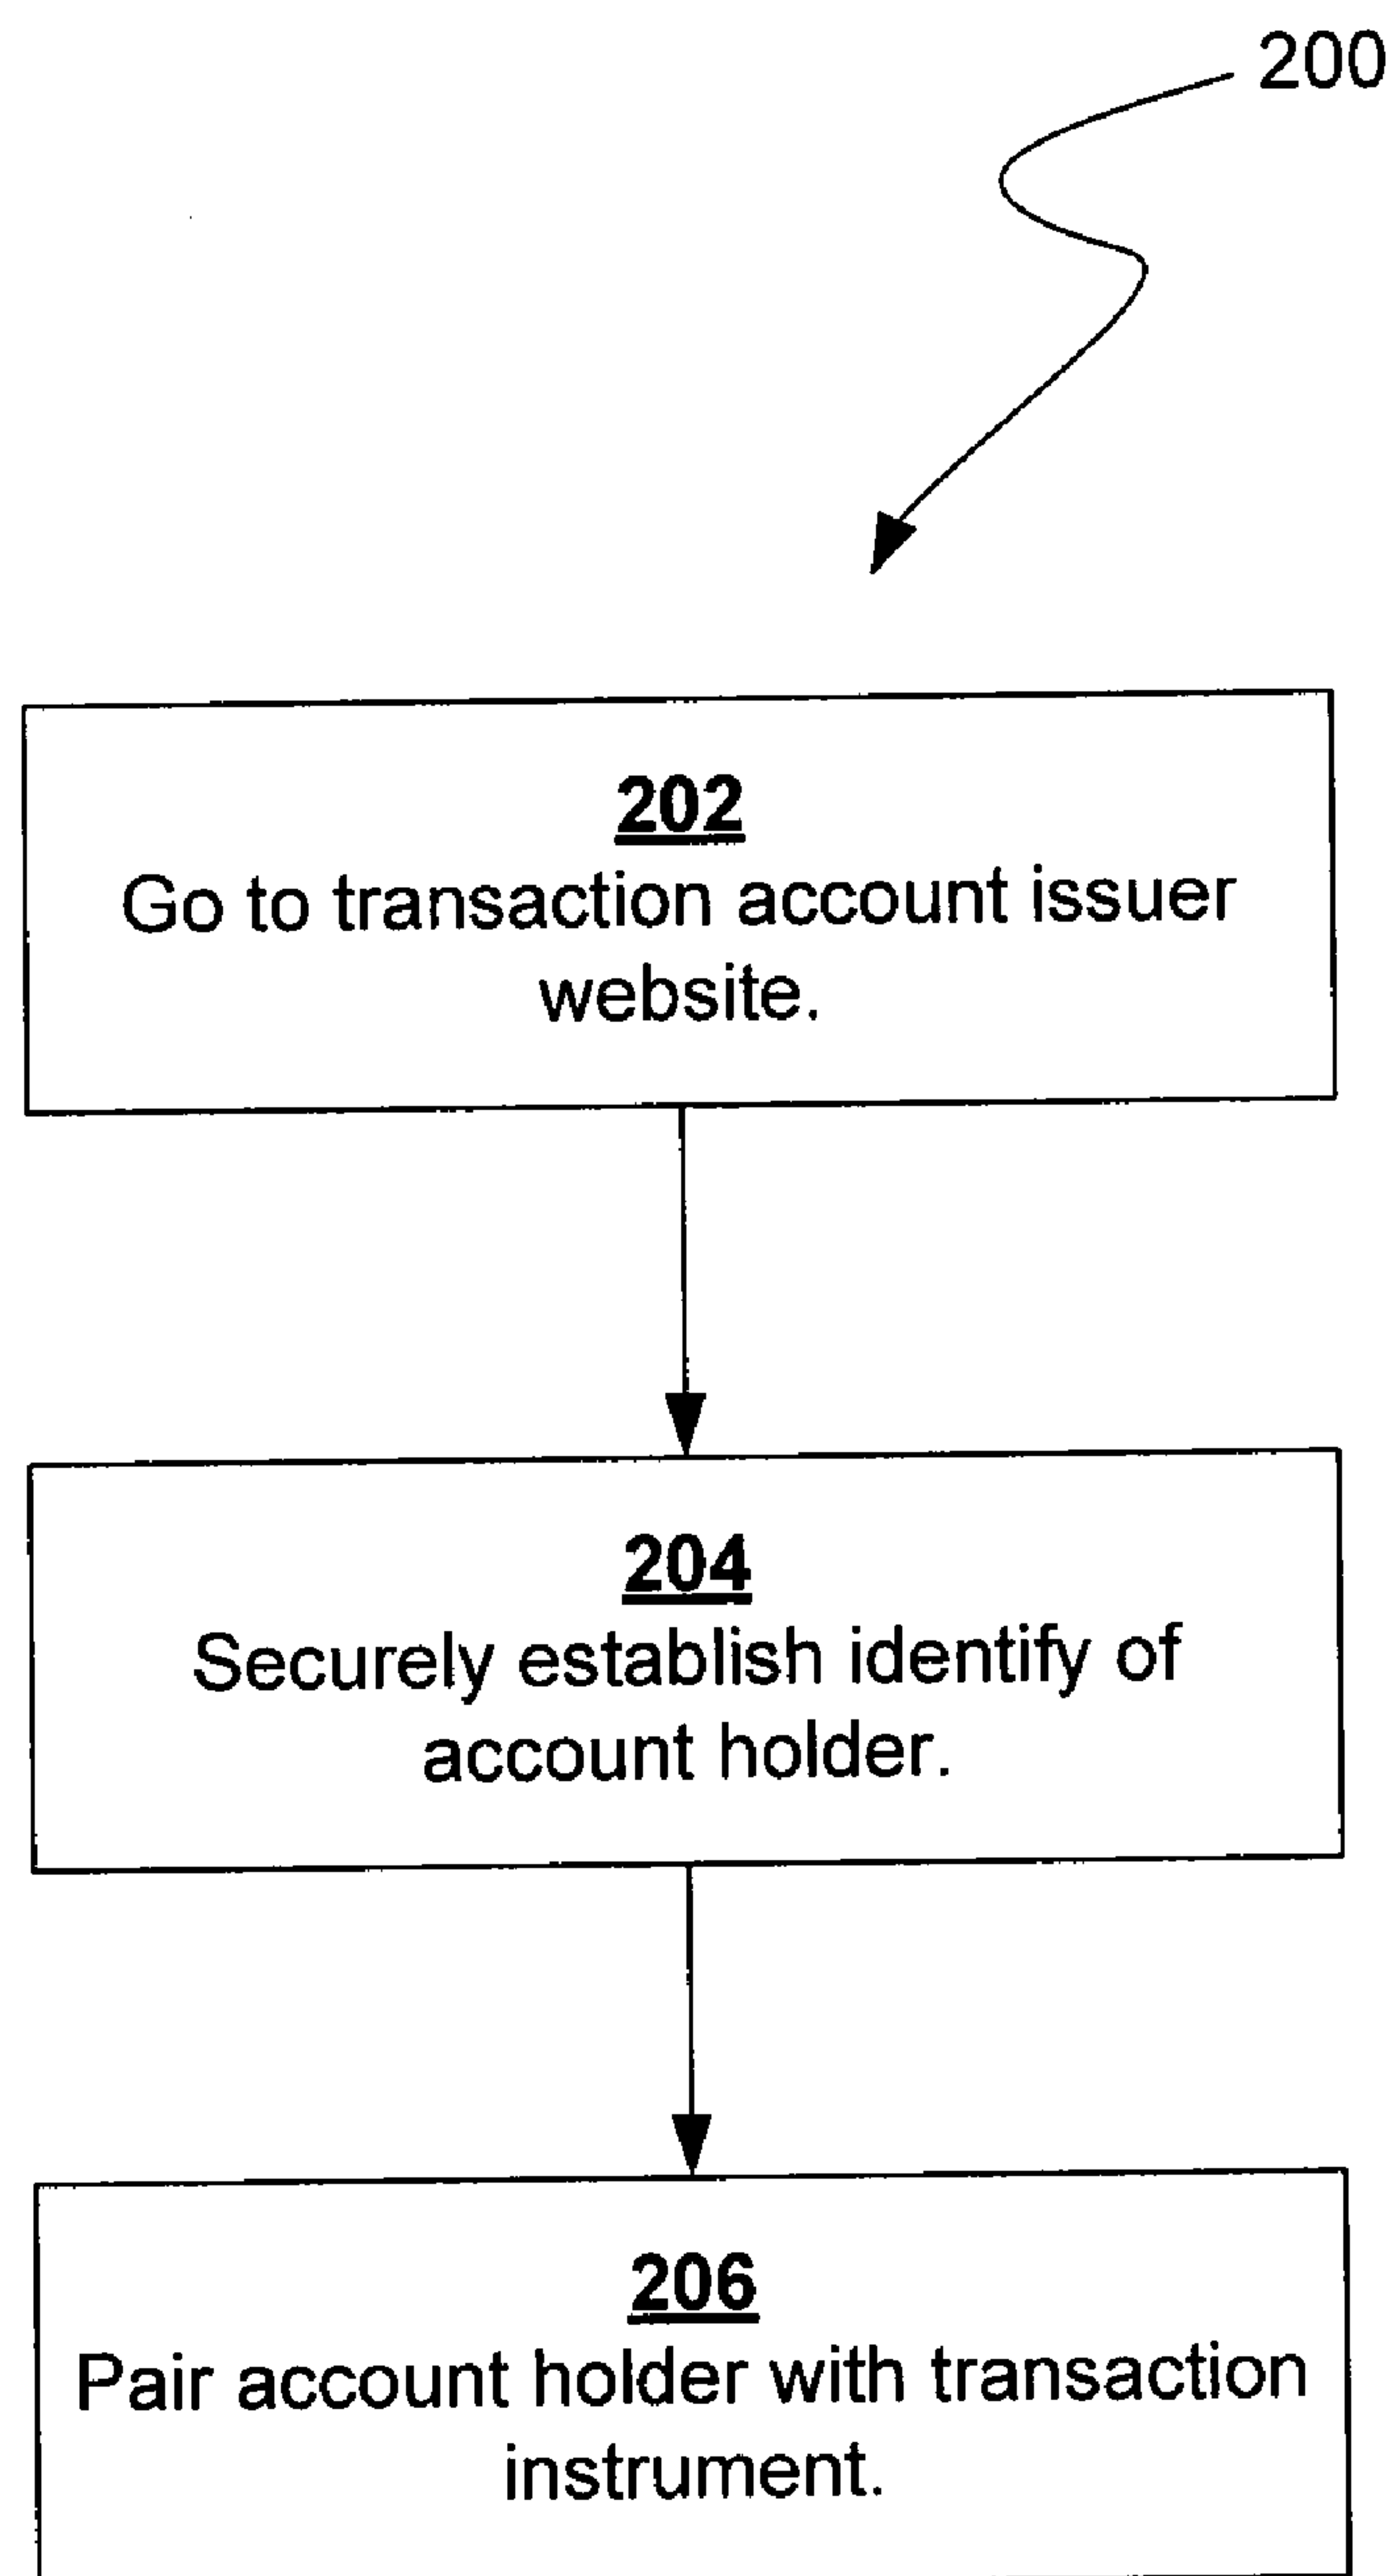 200
202
Go to transaction account issuer
website.
204
Securely establish identify of
account holder.
206
Pair account holder with transaction
instrument.